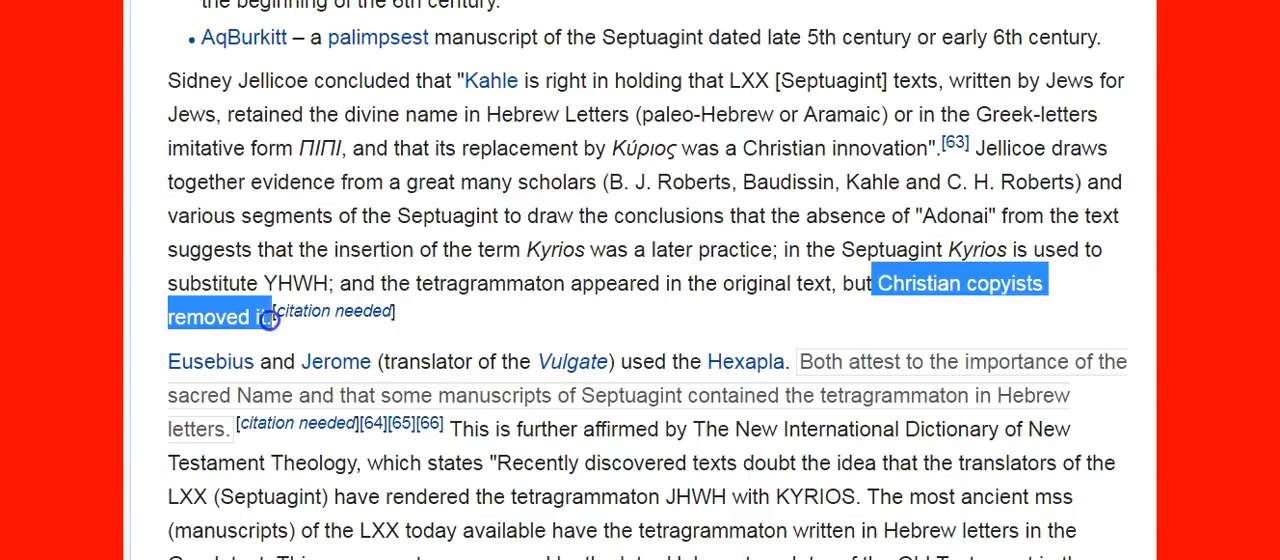 the beginning of the 6th century.
• AqBurkitt – a palimpsest manuscript of the Septuagint dated late 5th century or early 6th century.
Sidney Jellicoe concluded that "Kahle is right in holding that LXX [Septuagint] texts, written by Jews for
Jews, retained the divine name in Hebrew Letters (paleo-Hebrew or Aramaic) or in the Greek-letters
imitative form ΠΙΠΙ, and that its replacement by Κύριος was a Christian innovation".[63] Jellicoe draws
together evidence from a great many scholars (B. J. Roberts, Baudissin, Kahle and C. H. Roberts) and
various segments of the Septuagint to draw the conclusions that the absence of "Adonai" from the text
suggests that the insertion of the term Kyrios was a later practice; in the Septuagint Kyrios is used to
substitute YHWH; and the tetragrammaton appeared in the original text, but Christian copyists
removed it.[citation needed]
Eusebius and Jerome (translator of the Vulgate) used the Hexapla. Both attest to the importance of the
sacred Name and that some manuscripts of Septuagint contained the tetragrammaton in Hebrew
letters.[citation needed][64][65][66] This is further affirmed by The New International Dictionary of New
Testament Theology, which states "Recently discovered texts doubt the idea that the translators of the
LXX (Septuagint) have rendered the tetragrammaton JHWH with KYRIOS. The most ancient mss
(manuscripts) of the LXX today available have the tetragrammaton written in Hebrew letters in the